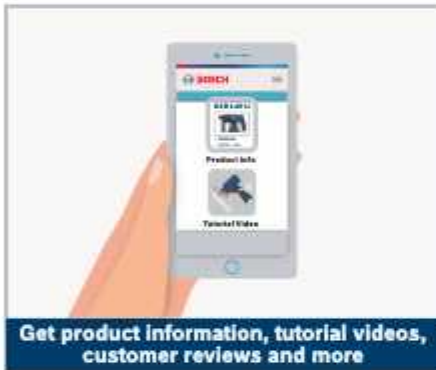 BOSCH
Product Info
Tutorial Video
Get product information, tutorial videos,
customer reviews and more